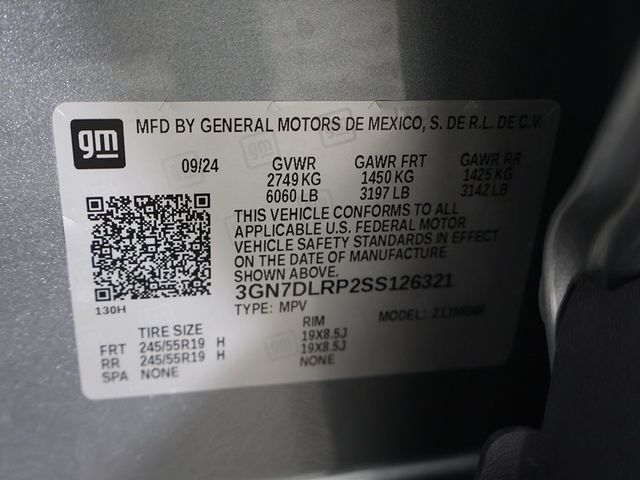 gm
MFD BY GENERAL MOTORS DE MEXICO, S. DE R.L. DE C.V.
09/24 GVWR GAWR FRT GAWR RR
2749 KG 1450 KG 1425 KG
6060 LB 3197 LB 3142 LB
THIS VEHICLE CONFORMS TO ALL
APPLICABLE U.S. FEDERAL MOTOR
VEHICLE SAFETY STANDARDS IN EFFECT
ON THE DATE OF MANUFACTURE
SHOWN ABOVE.
3GN7DLRP2SS126321
130H
TYPE: MPV MODEL:
TIRE SIZE RIM
FRT 245/55R19 H 19X8.5J
RR 245/55R19 H 19X8.5J
SPA NONE NONE